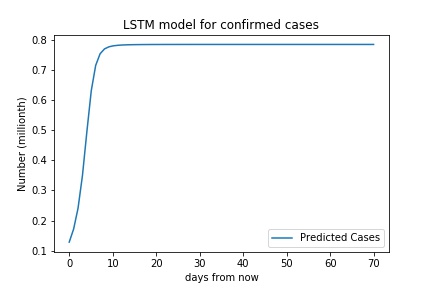 LSTM model for confirmed cases
Number (millionth)
0.8
0.7
0.6
0.5
0.4
0.3
0.2
0.1
Predicted Cases
0 10 20 30 40 50 60 70
days from now